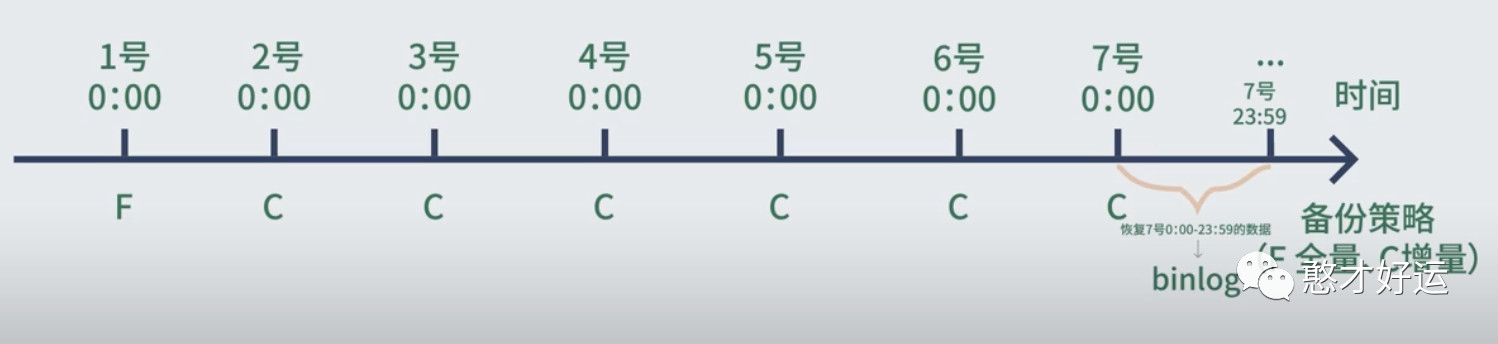 1号 2号 3号 4号 5号 6号 7号 ...
0:00 0:00 0:00 0:00 0:00 0:00 0:00 7号 时间
23:59
F C C C C C C 备份策略
恢复7号0:00-23:59的数据
(F 全量,C增量)
binlog
憨才好运